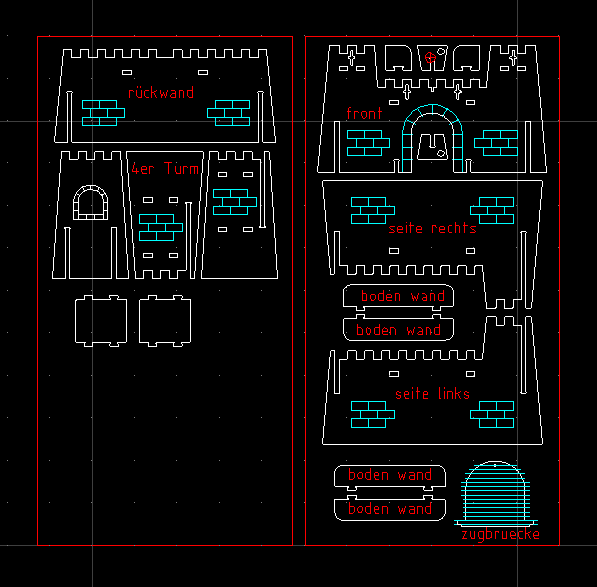 rückwand
4er Turm
front
seite rechts
boden wand
boden wand
seite links
boden wand
boden wand
zugbruecke